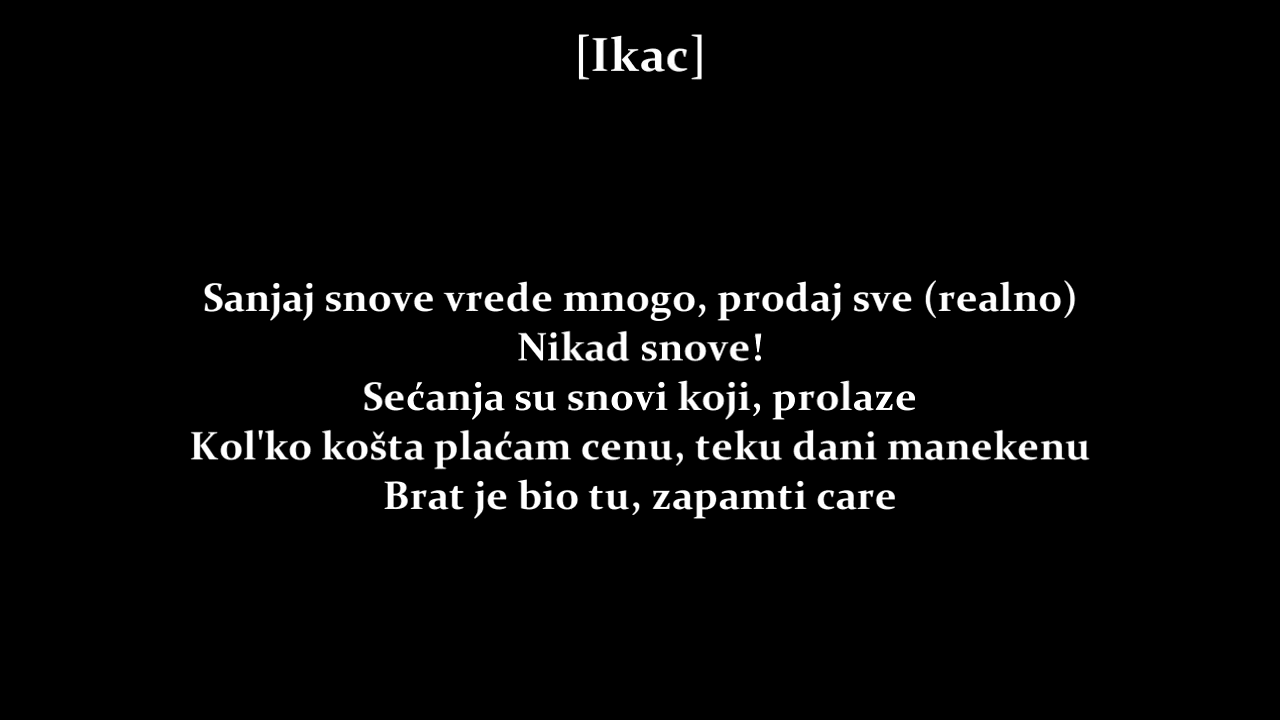 [Ikac]
Sanjaj snove vrede mnogo, prodaj sve (realno)
Nikad snove!
Sećanja su snovi koji, prolaze
Kol'ko košta plaćam cenu, teku dani manekenu
Brat je bio tu, zapamti care